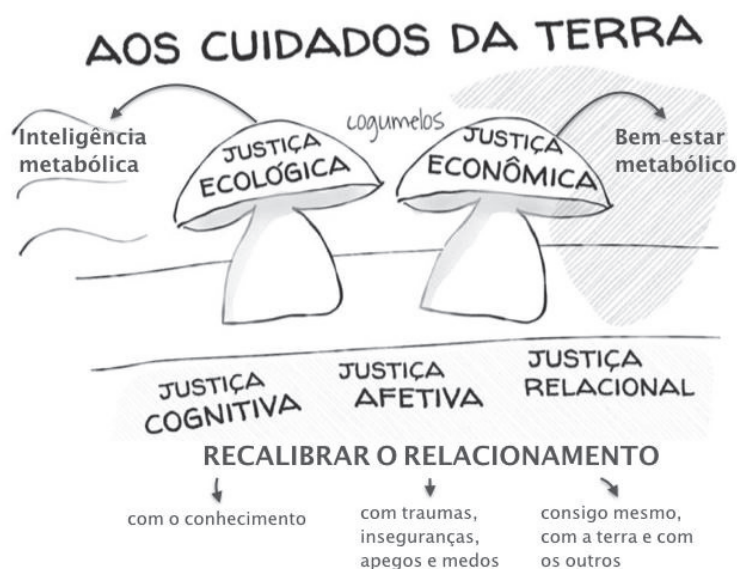 AOS CUIDADOS DA TERRA
Inteligência
metabólica
JUSTIÇA
ECOLÓGICA
cogumelos
JUSTIÇA
ECONÔMICA
Bem-estar
metabólico
JUSTIÇA
COGNITIVA
JUSTIÇA
AFETIVA
JUSTIÇA
RELACIONAL
RECALIBRAR O RELACIONAMENTO
com o conhecimento
com traumas,
inseguranças,
apegos e medos
consigo mesmo,
com a terra e com
os outros